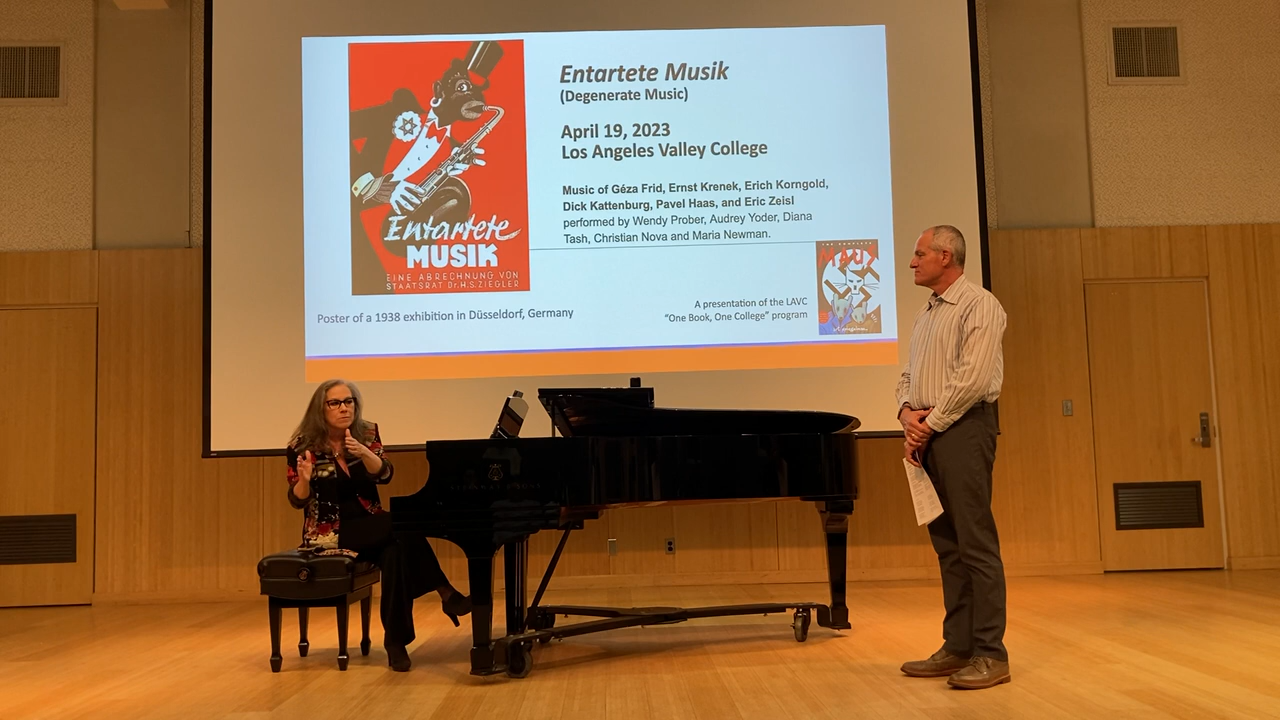 Entartete
MUSIK
EINE ABRECHNUNG VON
STAATSRAT Dr. H.S. ZIEGLER
Entartete Musik
(Degenerate Music)
April 19, 2023
Los Angeles Valley College
Music of Géza Frid, Ernst Krenek, Erich Korngold,
Dick Kattenburg, Pavel Haas, and Eric Zeisl
performed by Wendy Prober, Audrey Yoder, Diana
Tash, Christian Nova and Maria Newman.
Poster of a 1938 exhibition in Düsseldorf, Germany
A presentation of the LAVC
“One Book, One College” program
THE COMPLETE
MAUS